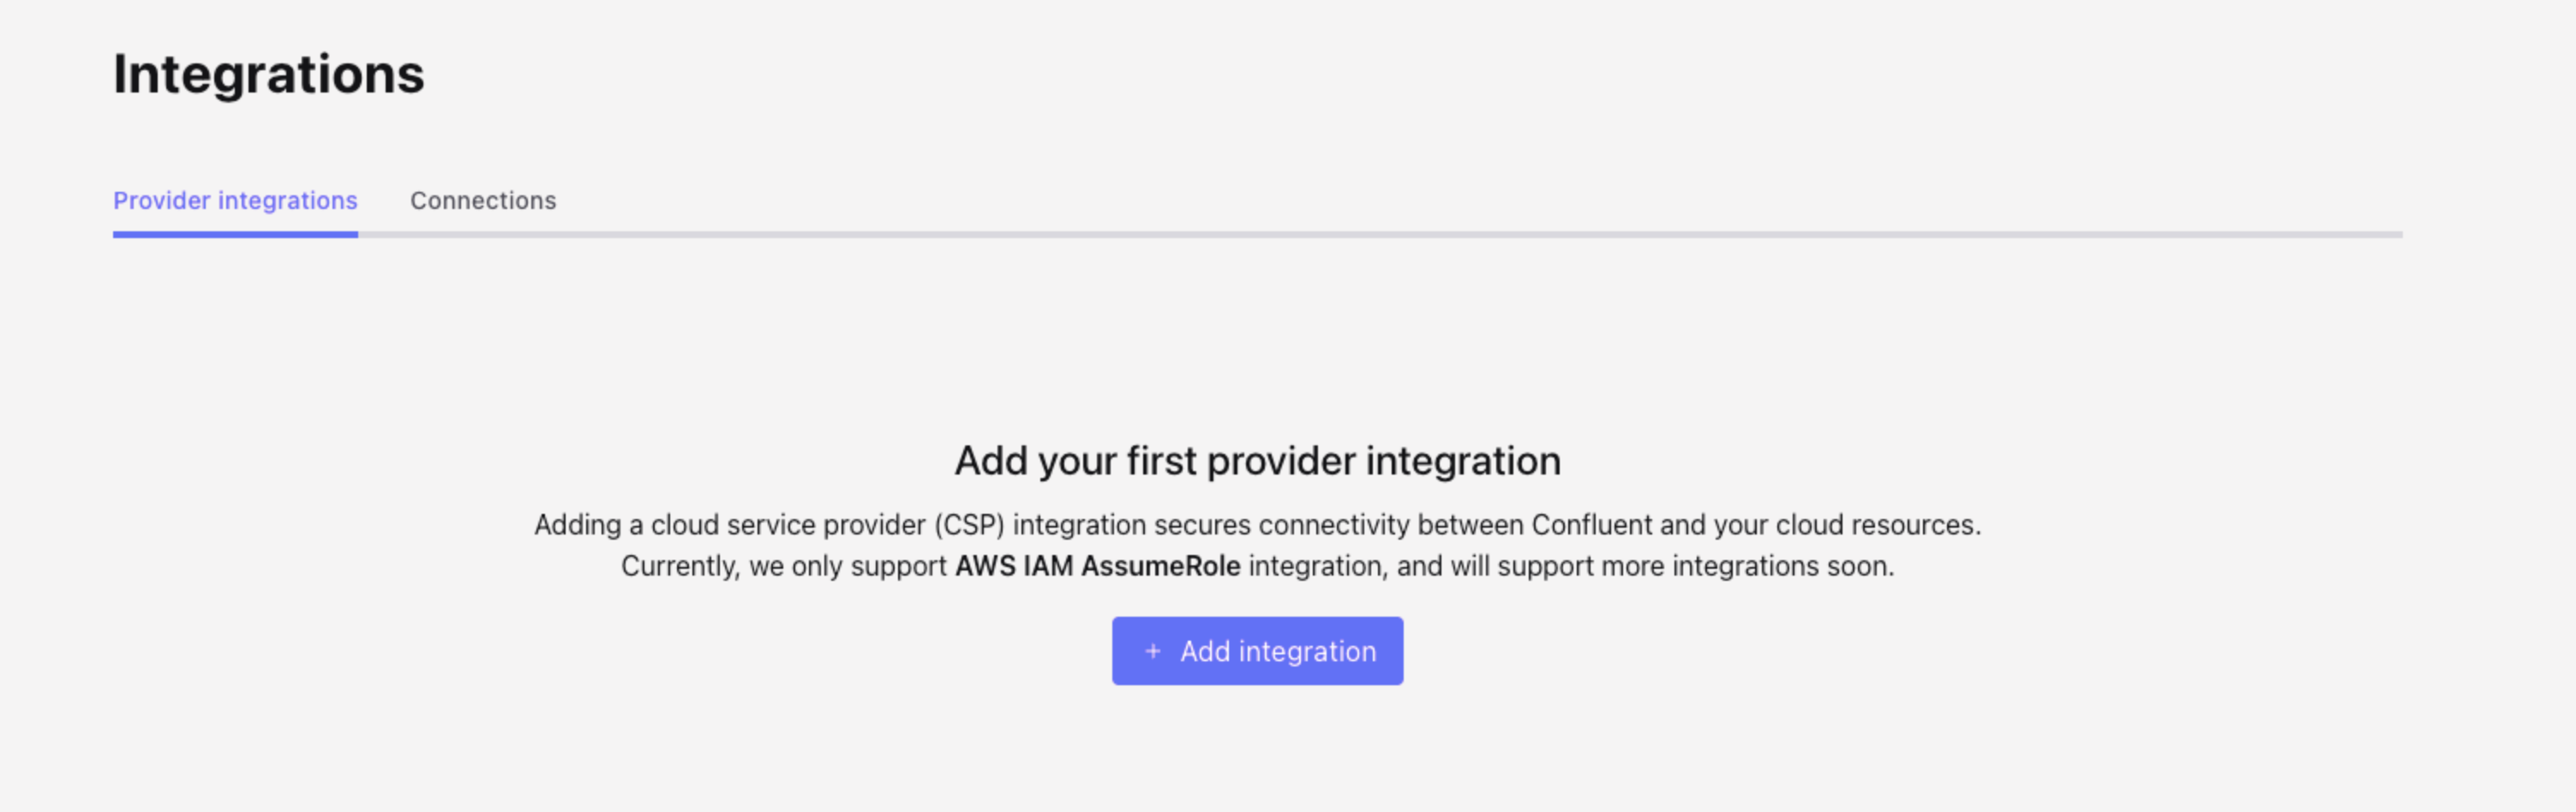 Integrations
Provider integrations
Connections
Add your first provider integration
Adding a cloud service provider (CSP) integration secures connectivity between Confluent and your cloud resources.
Currently, we only support AWS IAM AssumeRole integration, and will support more integrations soon.
+ Add integration